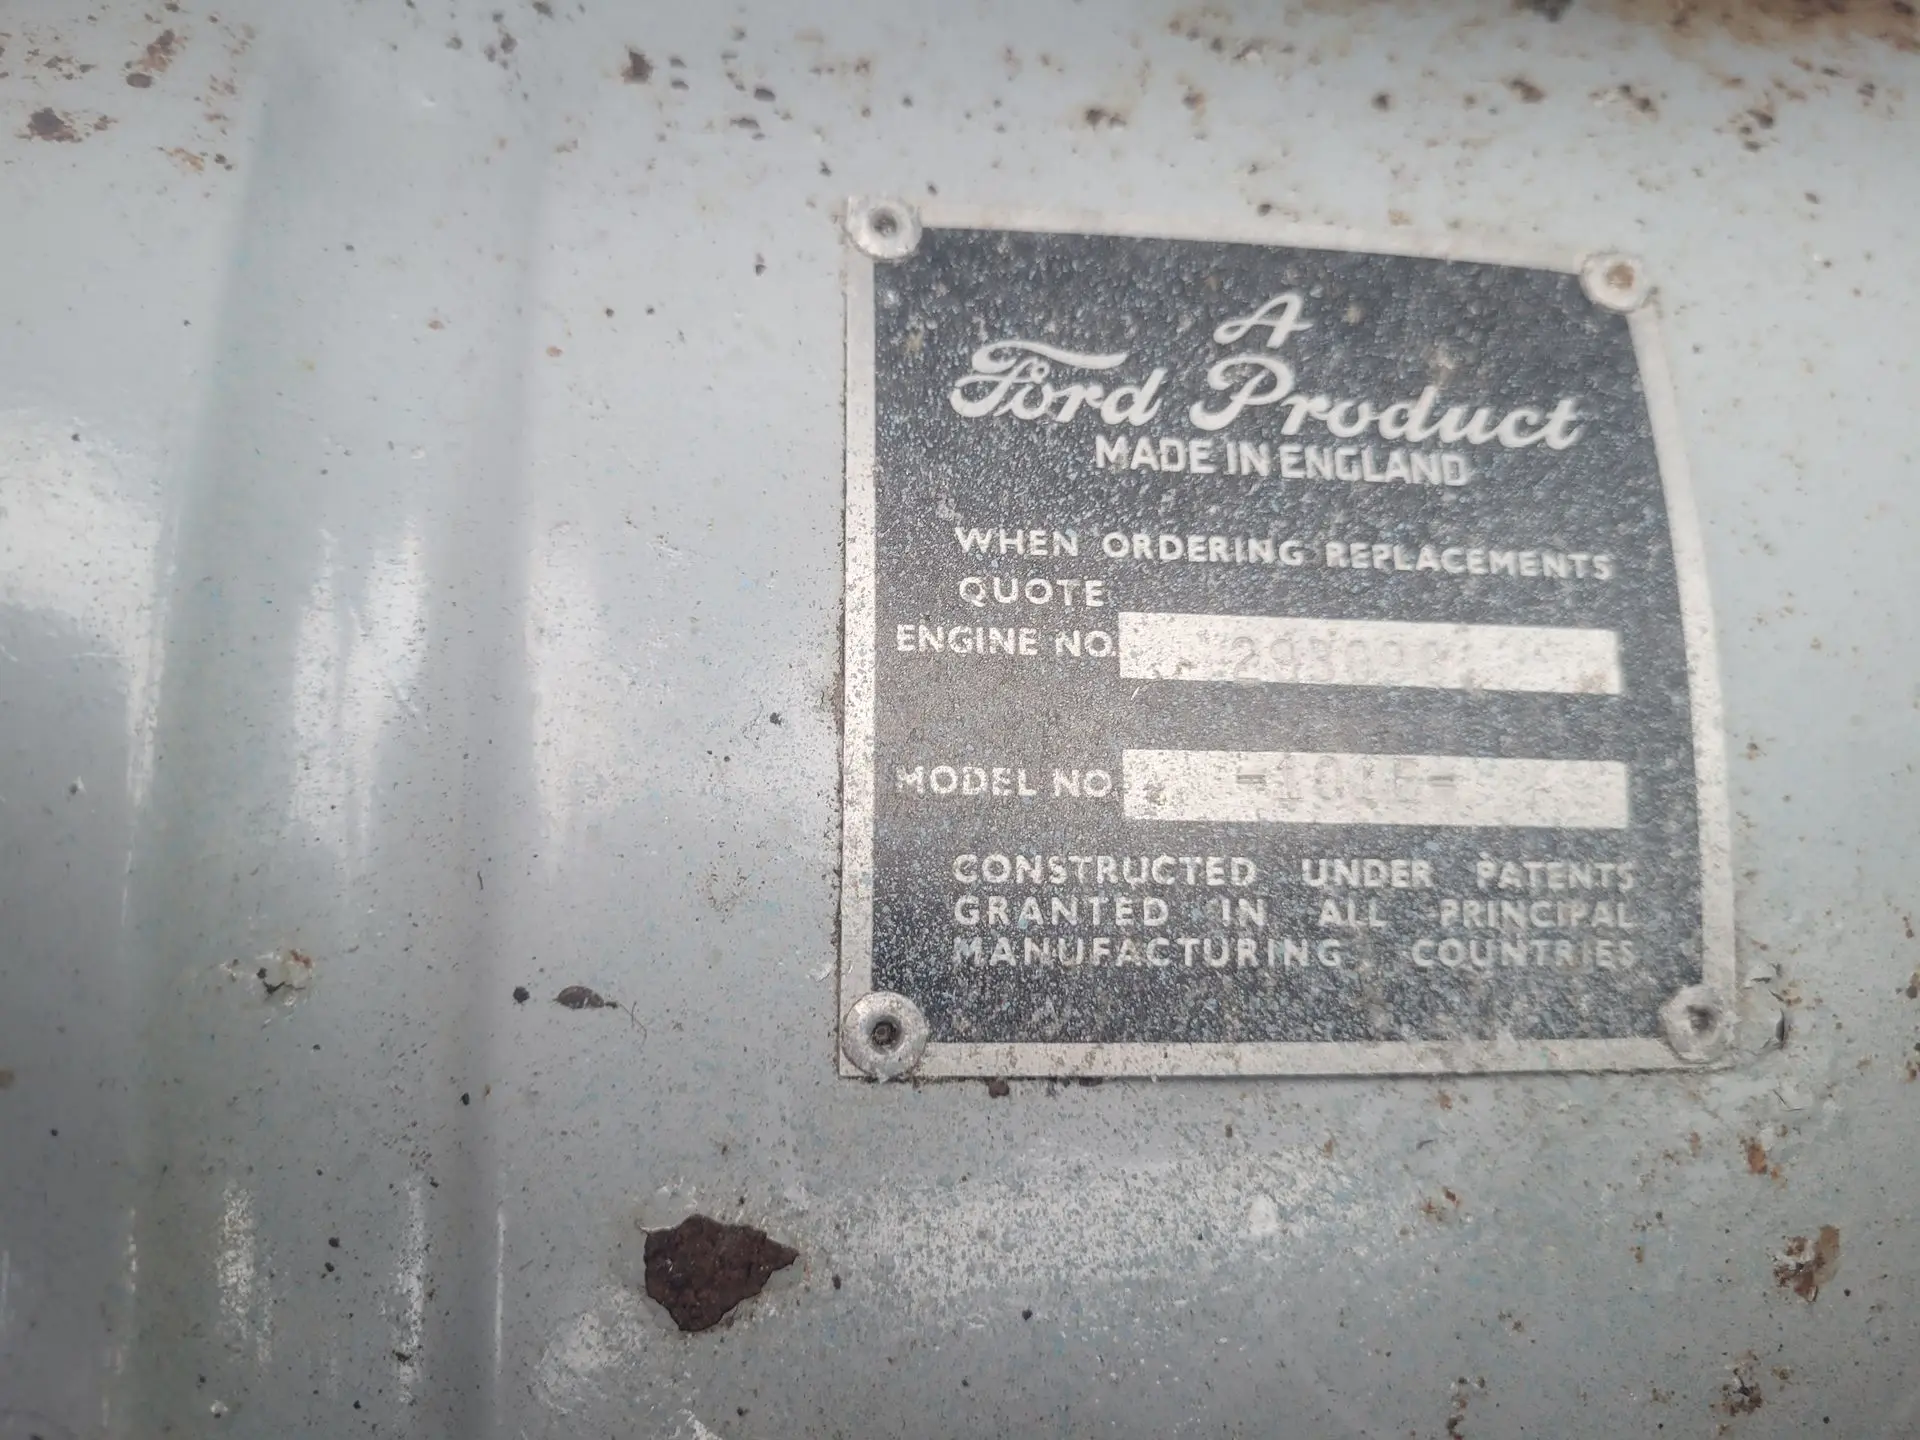 A
Ford Product
MADE IN ENGLAND
WHEN ORDERING REPLACEMENTS
QUOTE
ENGINE NO.
MODEL NO
CONSTRUCTED UNDER PATENTS
GRANTED IN ALL PRINCIPAL
MANUFACTURING COUNTRIES